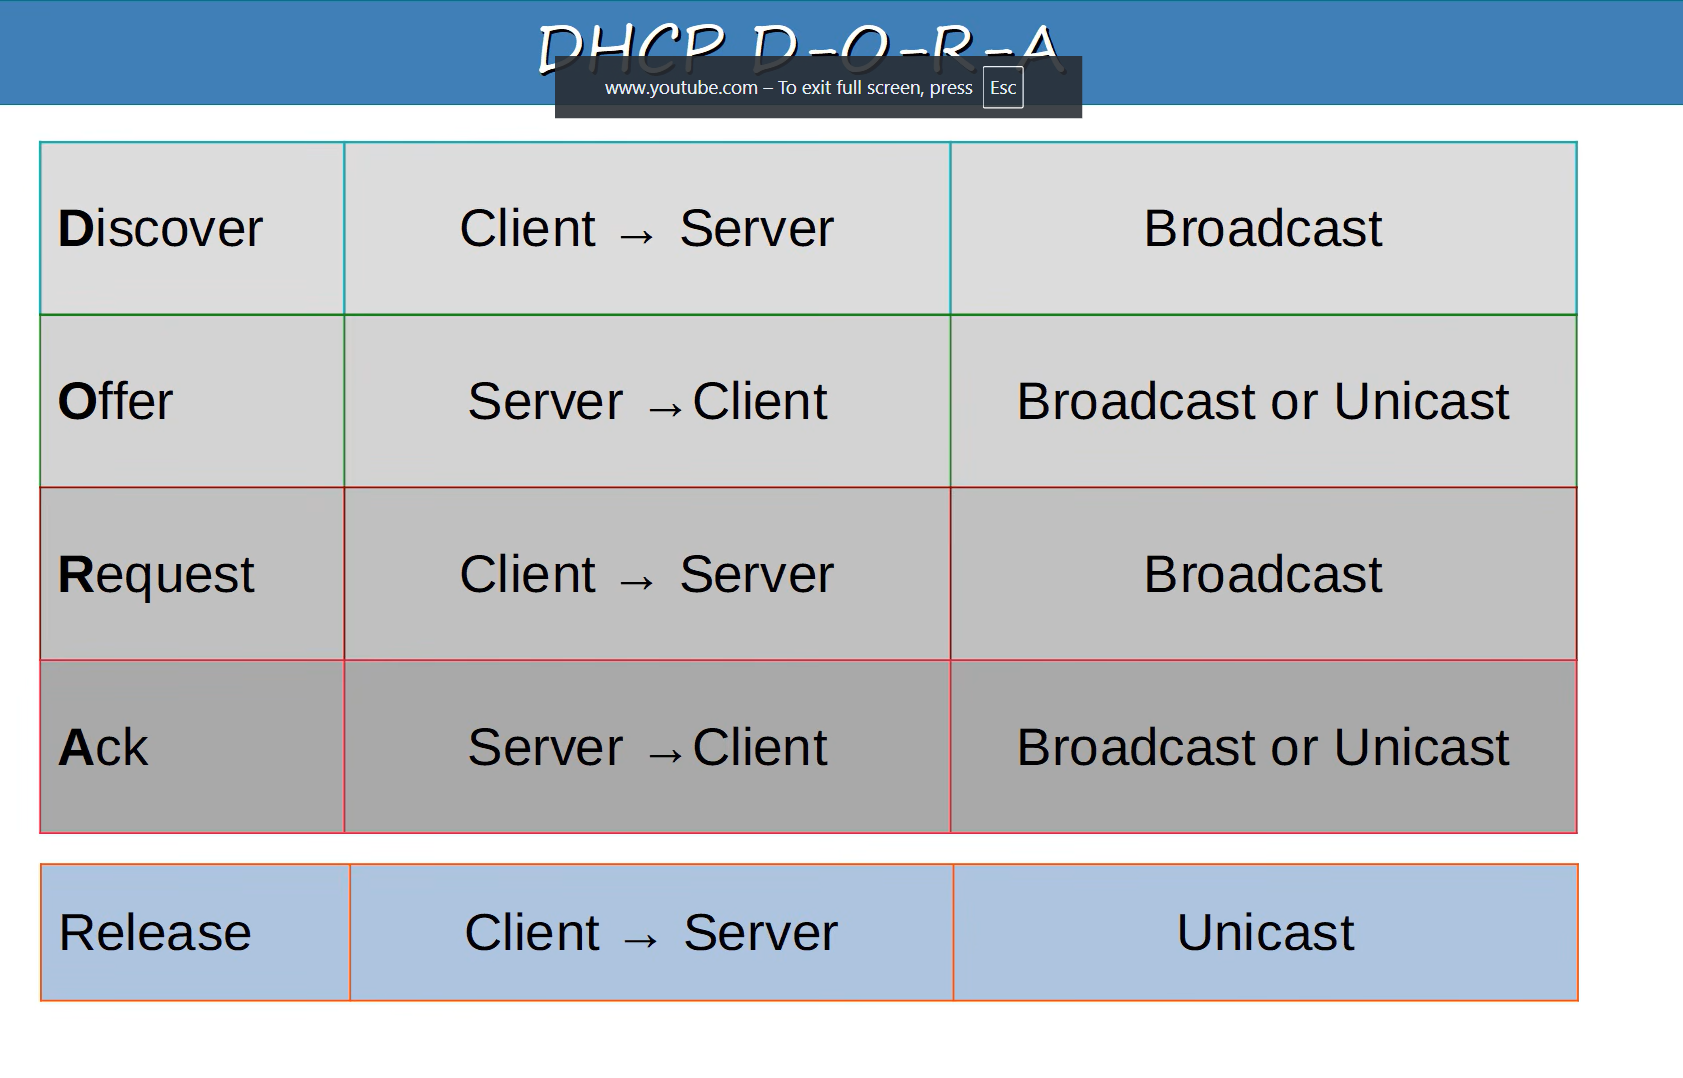 DHCP D-O-R-A
www.youtube.com – To exit full screen, press Esc
Discover Client → Server Broadcast
Offer Server →Client Broadcast or Unicast
Request Client → Server Broadcast
Ack Server →Client Broadcast or Unicast
Release Client → Server Unicast